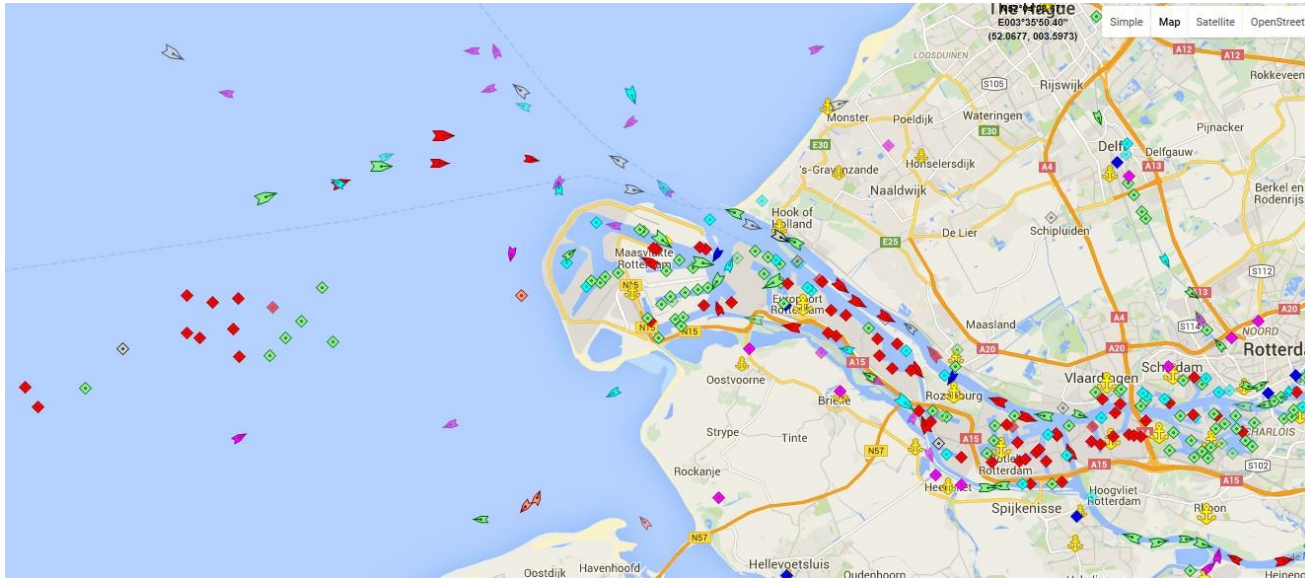 The Hague
E003°35'50.40"
(52.0677, 003.5973)
Simple
Map
Satellite
OpenStreet
A12
A12
LOOSDUINEN
Rijswijk
Rokkeveen
S105
Monster
Poeldijk
Wateringen
E30
Pijnacker
E30
Delft
Delfgauw
Honselersdijk
A4
A13
's-Gravenzande
Naaldwijk
Berkel en
Rodenrijs
Hook of
Holland
De Lier
Schipluiden
E25
Maasvlakte
Rotterdam
S112
N15
A13
Europoort
Rotterdam
Maasland
A4
N15
N15
S114
NOORD
A20
A20
Rotterda
A15
Oostvoorne
Vlaardingen
Schiedam
Brielle
Rozenburg
Strype
Tinte
A15
CHARLOIS
N57
Rockanje
Rotterdam
A15
S102
Heenvliet
Hoogvliet
Rotterdam
A15
Spijkenisse
Rhoon
N57
Hellevoetsluis
Oostdijk
Havenhoofd
Oudenhoorn
Heinenoord